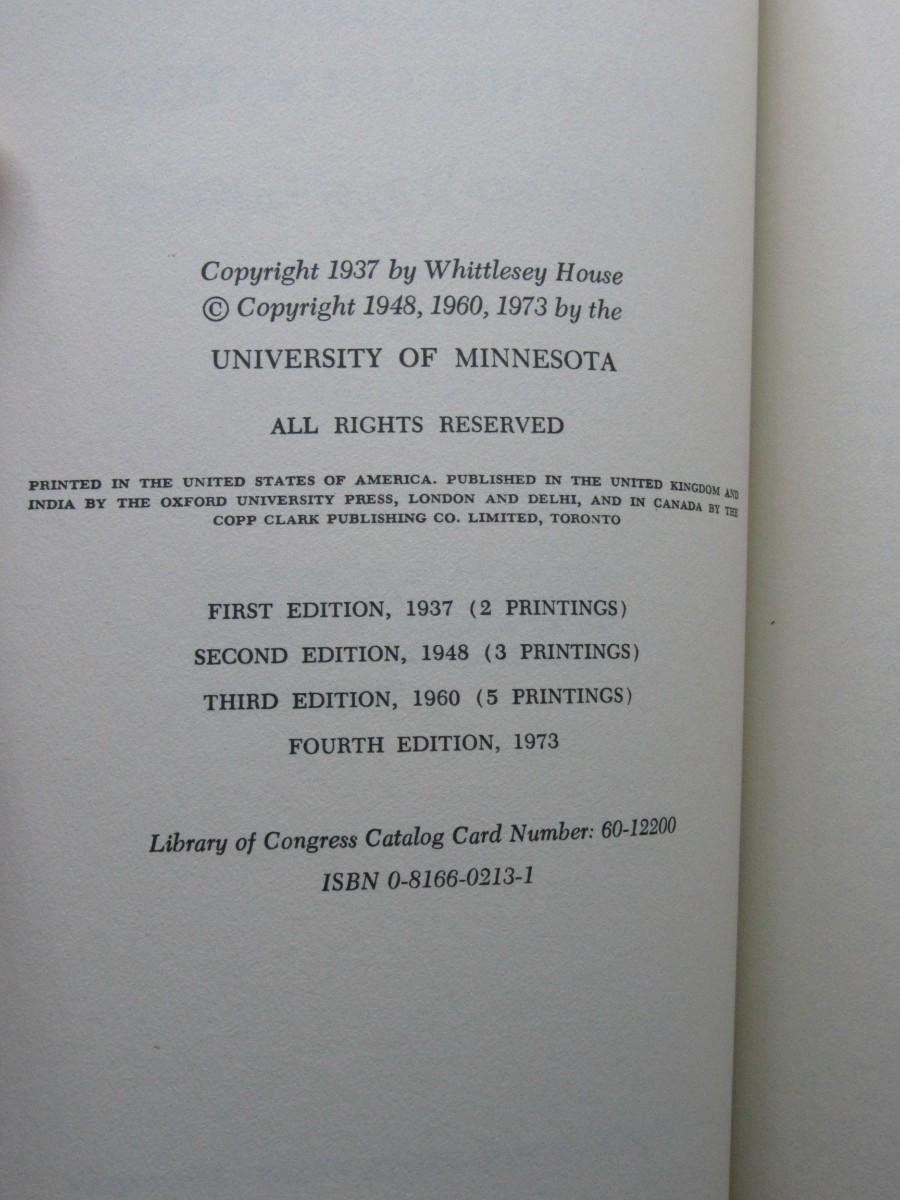 Copyright 1937 by Whittlesey House
© Copyright 1948, 1960, 1973 by the
UNIVERSITY OF MINNESOTA
ALL RIGHTS RESERVED
PRINTED IN THE UNITED STATES OF AMERICA. PUBLISHED IN THE UNITED KINGDOM AND
INDIA BY THE OXFORD UNIVERSITY PRESS, LONDON AND DELHI, AND IN CANADA BY THE
COPP CLARK PUBLISHING CO. LIMITED, TORONTO
FIRST EDITION, 1937 (2 PRINTINGS)
SECOND EDITION, 1948 (3 PRINTINGS)
THIRD EDITION, 1960 (5 PRINTINGS)
FOURTH EDITION, 1973
Library of Congress Catalog Card Number: 60-12200
ISBN 0-8166-0213-1